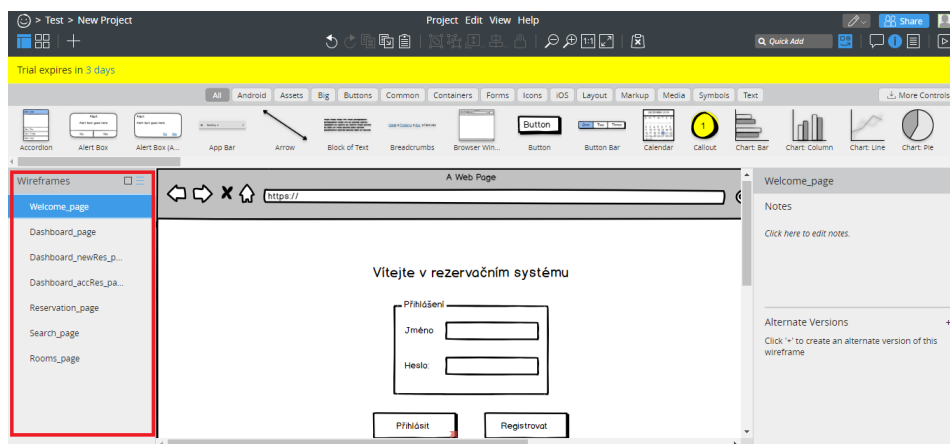 > Test > New Project
Project Edit View Help
Share
1:1
Quick Add
Trial expires in 3 days
All Android Assets Big Buttons Common Containers Forms Icons iOS Layout Markup Media Symbols Text
More Controls
Button
1
Accordion Alert Box Alert Box (A... App Bar Arrow Block of Text Breadcrumbs Browser Win... Button Button Bar Calendar Callout Chart: Bar Chart: Column Chart: Line Chart: Pie
Wireframes
Welcome_page
Dashboard_page
Dashboard_newRes_p...
Dashboard_accRes_pa...
Reservation_page
Search_page
Rooms_page
A Web Page
https://
Vítejte v rezervačním systému
Přihlášení
Jméno
Heslo:
Přihlásit
Registrovat
Welcome_page
Notes
Click here to edit notes.
Alternate Versions +
Click '+' to create an alternate version of this
wireframe